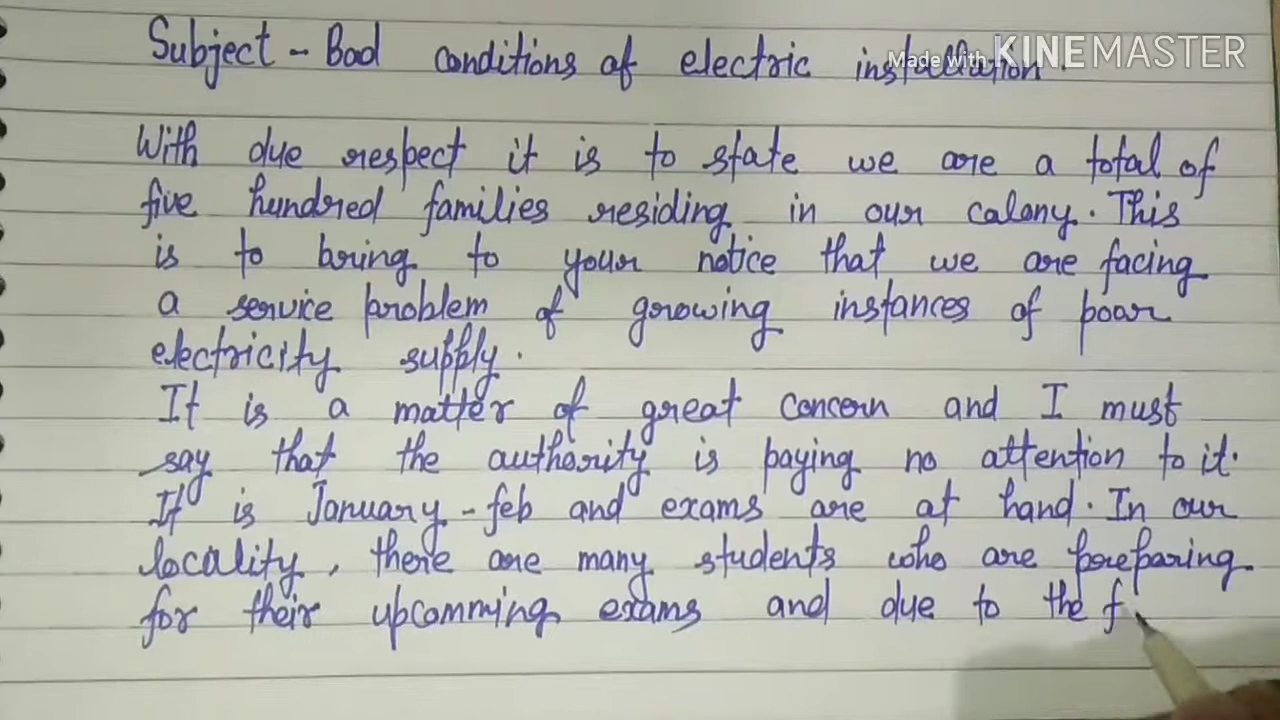 Subject - Bad conditions of electric installation.
Made with KINEMASTER
With due respect it is to state we are a total of
five hundred families residing in our calony. This
is to bring to your notice that we are facing
a service problem of growing instances of poor
electricity supply.
It is a matter of great concern and I must
say that the authority is paying no attention to it.
It is January - feb and exams are at hand. In our
locality, there are many students who are preparing
for their upcomming exams and due to the f